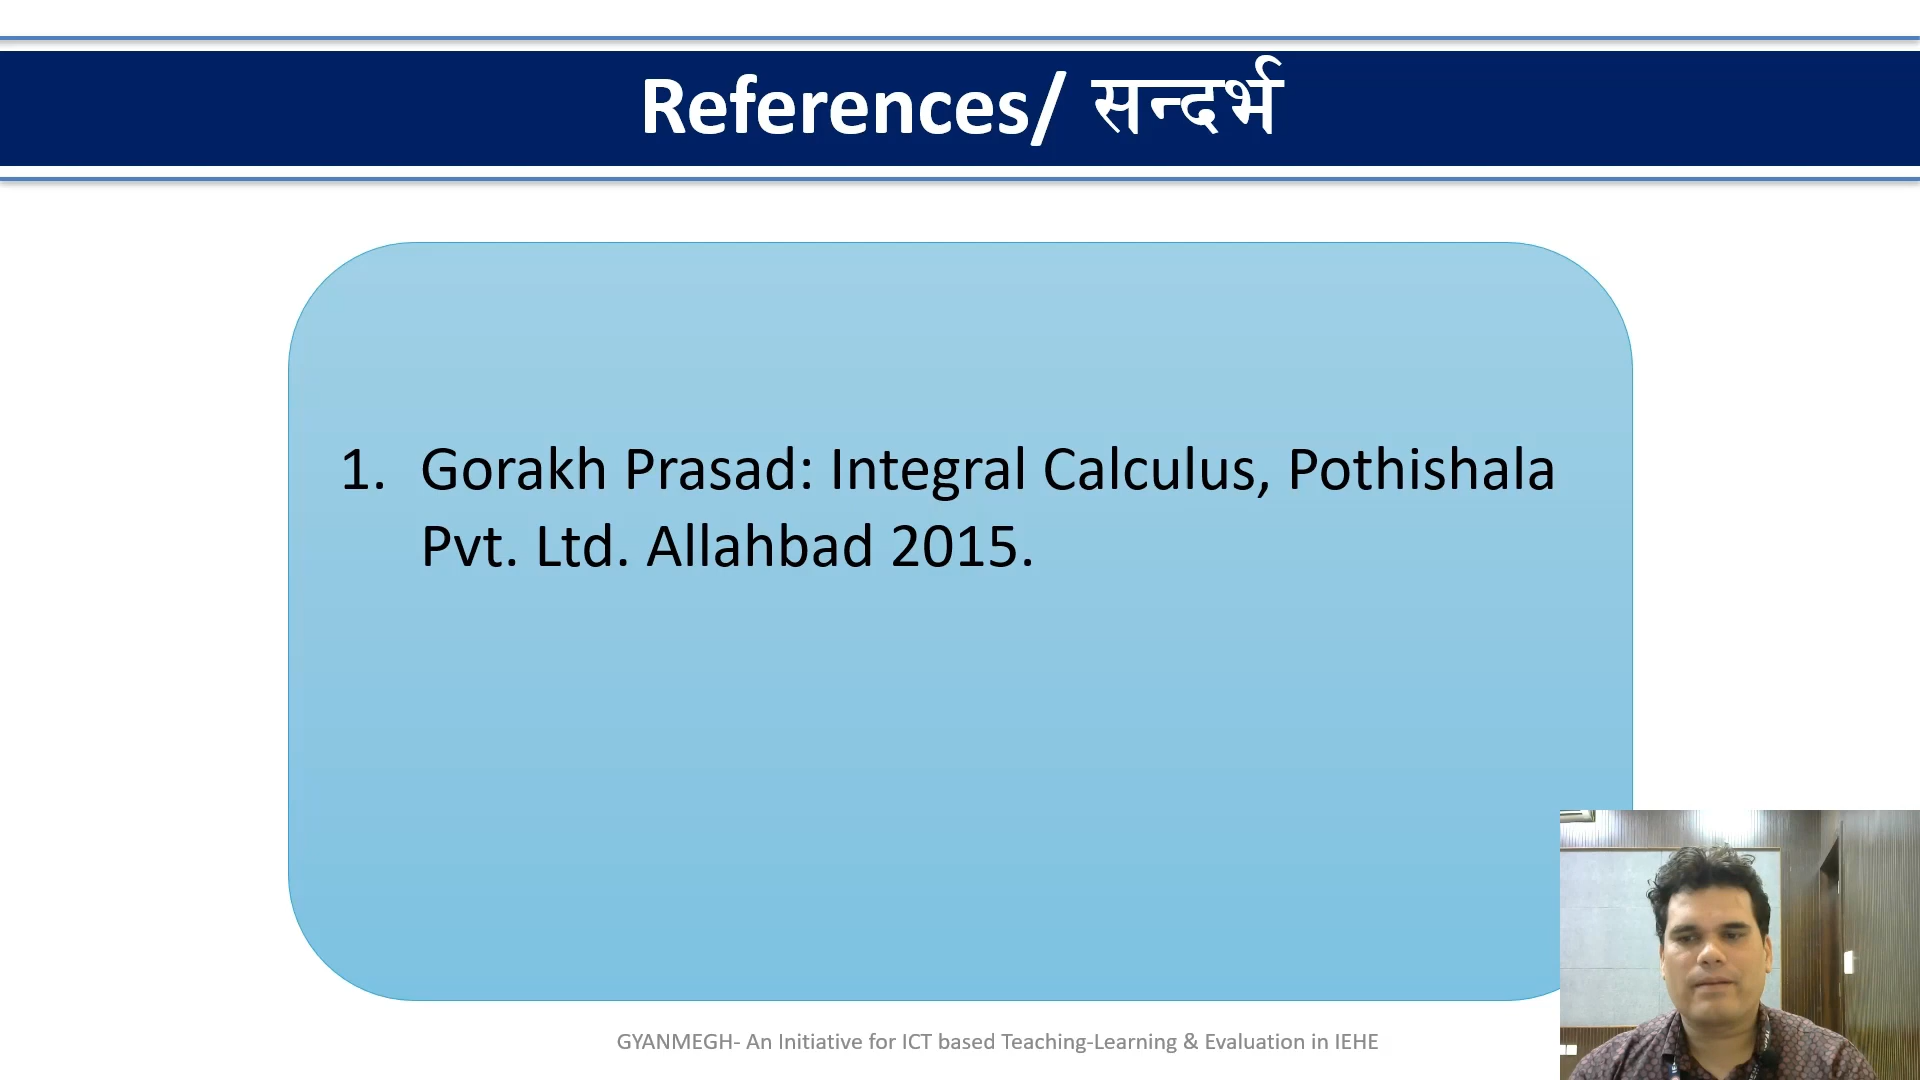 References/ सन्दर्भ
1. Gorakh Prasad: Integral Calculus, Pothishala
Pvt. Ltd. Allahbad 2015.
GYANMEGH- An Initiative for ICT based Teaching-Learning & Evaluation in IEHE